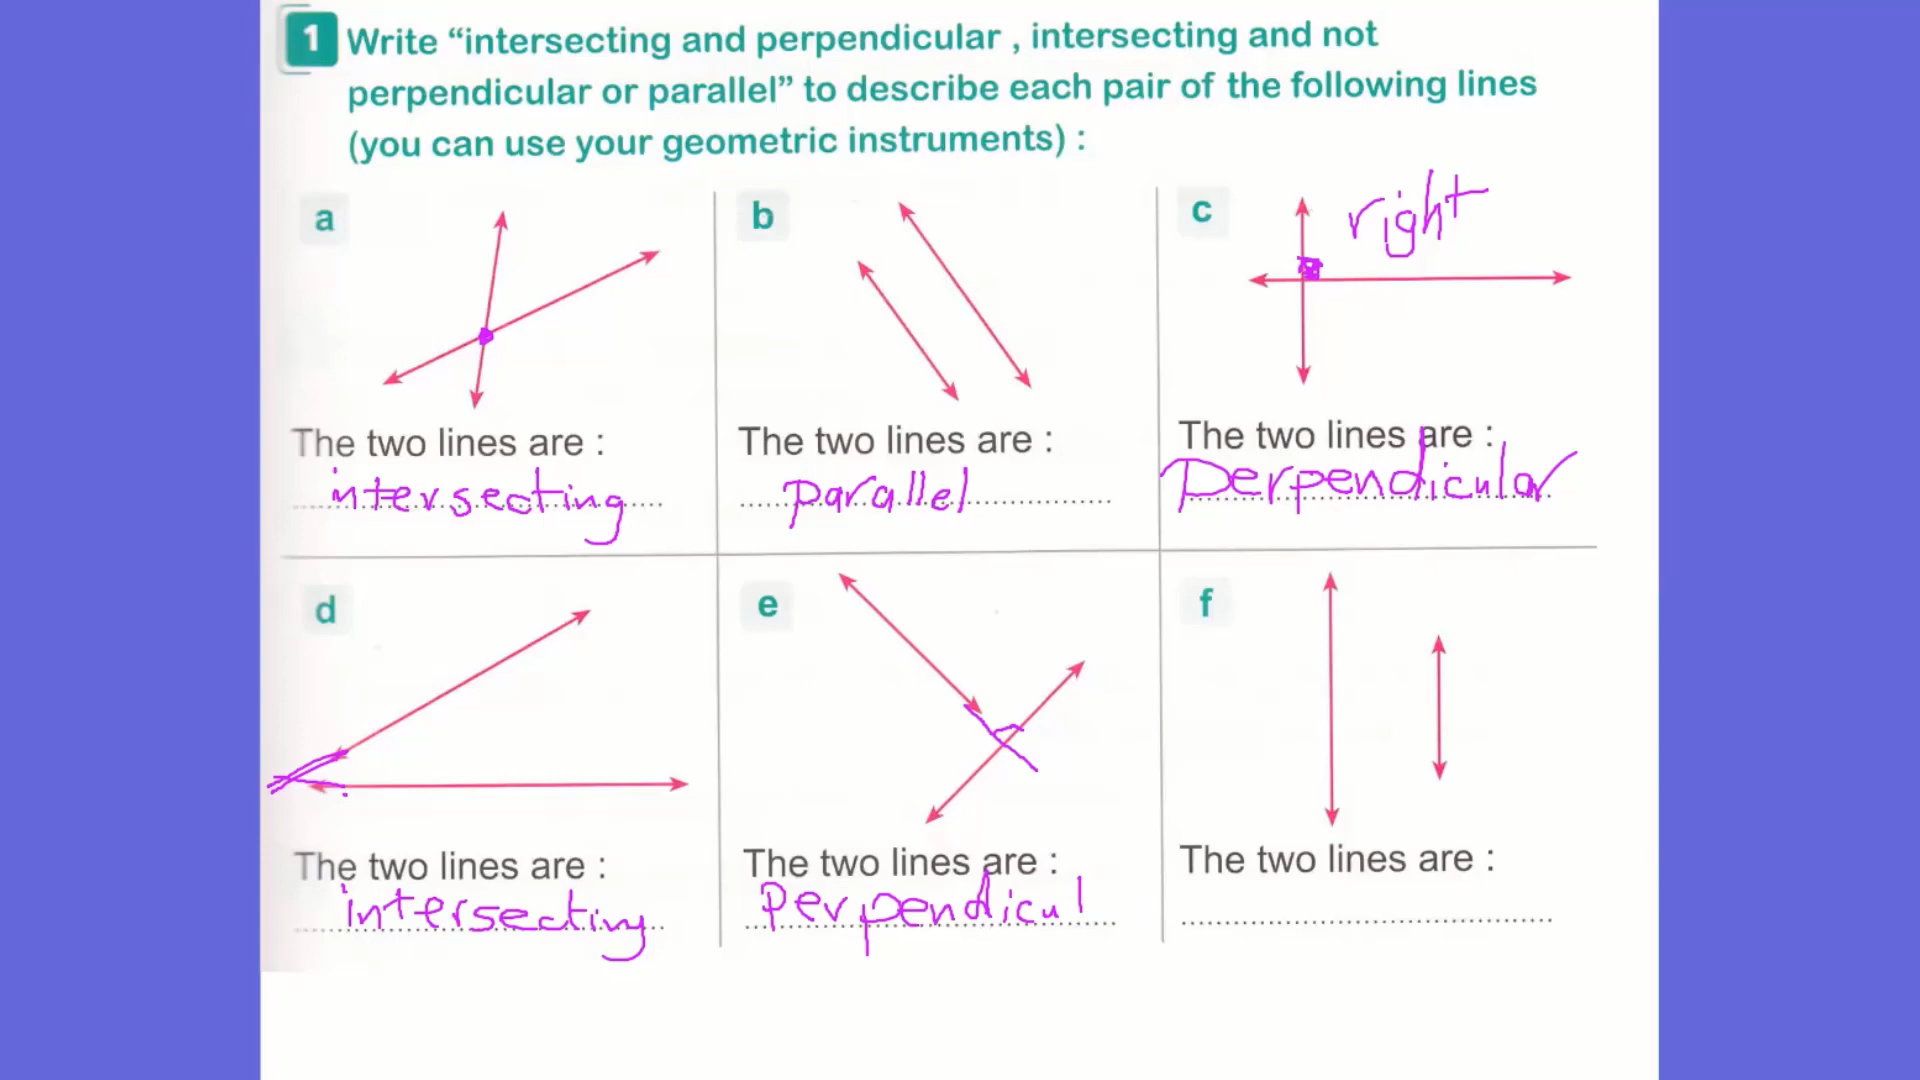 1 Write “intersecting and perpendicular , intersecting and not
perpendicular or parallel” to describe each pair of the following lines
(you can use your geometric instruments) :
a
b
c
right
The two lines are :
intersecting
The two lines are :
parallel
The two lines are :
Perpendicular
d
e
f
The two lines are :
intersecting
The two lines are :
Perpendicul
The two lines are :